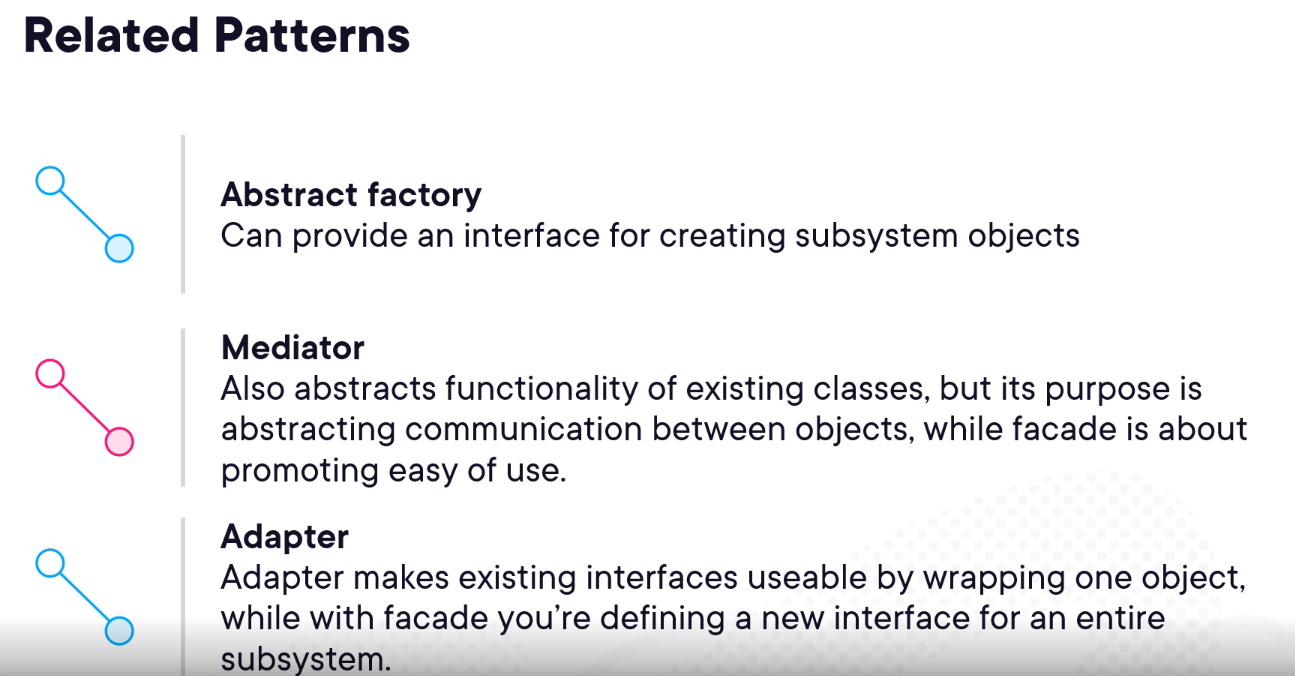 Related Patterns
Abstract factory
Can provide an interface for creating subsystem objects
Mediator
Also abstracts functionality of existing classes, but its purpose is
abstracting communication between objects, while facade is about
promoting easy of use.
Adapter
Adapter makes existing interfaces useable by wrapping one object,
while with facade you’re defining a new interface for an entire
subsystem.